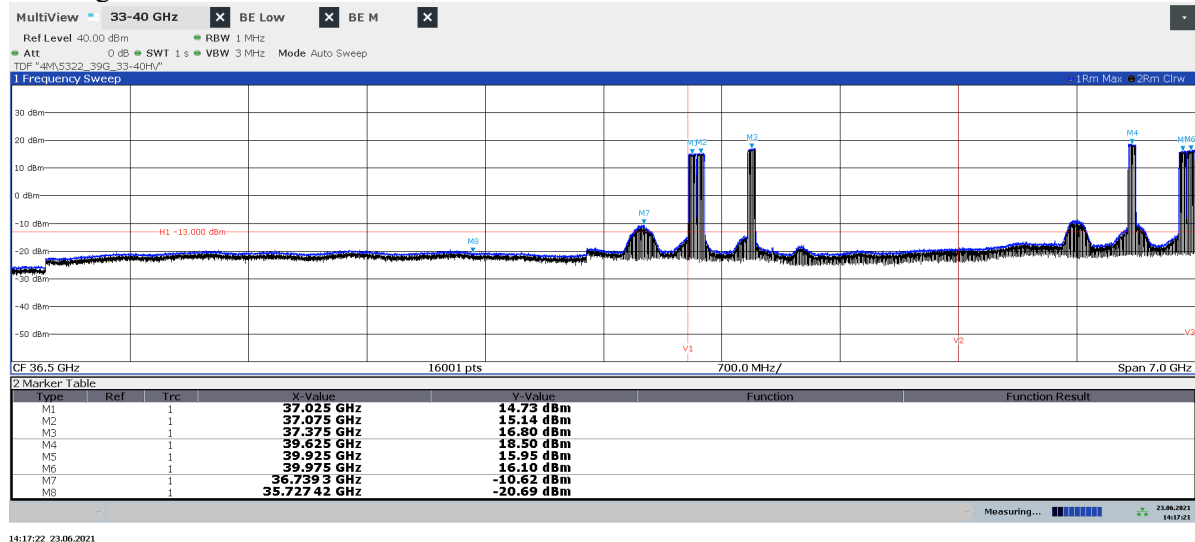 MultiView 33-40 GHz X BE Low X BE M X
Ref Level 40.00 dBm RBW 1 MHz
Att 0 dB SWT 1 s VBW 3 MHz Mode Auto Sweep
TDF "4M\5322_39G_33-40HV"
1 Frequency Sweep 1Rm Max 2Rm Clrw
30 dBm
20 dBm
M1 M2 M3 M4 M6
10 dBm
0 dBm
-10 dBm
M7
H1 -13.000 dBm
M8
-20 dBm
-30 dBm
-40 dBm
-50 dBm
V1 V2 V3
CF 36.5 GHz 16001 pts 700.0 MHz/ Span 7.0 GHz
2 Marker Table
Type Ref Trc X-Value Y-Value Function Function Result
M1 1 37.025 GHz 14.73 dBm
M2 1 37.075 GHz 15.14 dBm
M3 1 37.375 GHz 16.80 dBm
M4 1 39.625 GHz 18.50 dBm
M5 1 39.925 GHz 15.95 dBm
M6 1 39.975 GHz 16.10 dBm
M7 1 36.7393 GHz -10.62 dBm
M8 1 35.72742 GHz -20.69 dBm
Measuring... 23.06.2021
14:17:21
14:17:22 23.06.2021